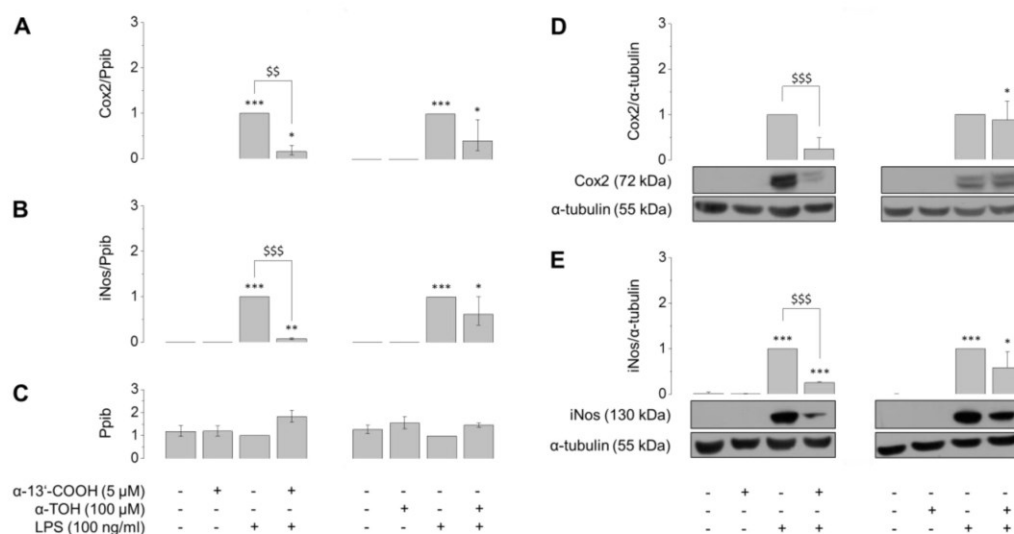 A
Cox2/Ppib
3
2
1
0
***
$$
*
***
*
B
iNos/Ppib
3
2
1
0
***
$$$
**
***
*
C
Ppib
3
2
1
0
α-13'-COOH (5 µM) - + - + - - - -
α-TOH (100 µM) - - - - - + - +
LPS (100 ng/ml) - - + + - - + +
D
Cox2/α-tubulin
3
2
1
0
$$$
*
Cox2 (72 kDa)
α-tubulin (55 kDa)
E
iNos/α-tubulin
3
2
1
0
***
$$$
***
***
*
iNos (130 kDa)
α-tubulin (55 kDa)
- + - + - - - -
- - - - - + - +
- - + + - - + +